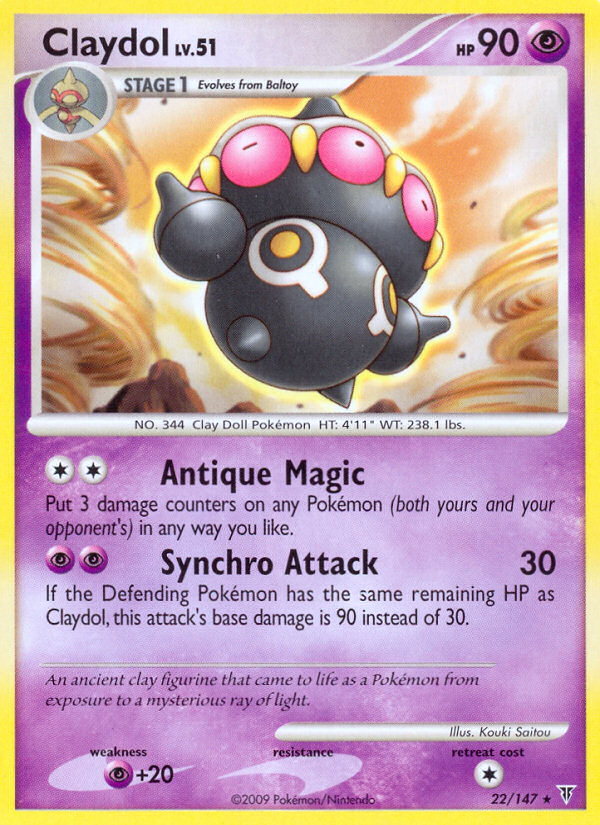 Claydol LV.51 HP 90
STAGE 1 Evolves from Baltoy
NO. 344 Clay Doll Pokémon HT: 4'11" WT: 238.1 lbs.
Antique Magic
Put 3 damage counters on any Pokémon (both yours and your
opponent's) in any way you like.
Synchro Attack 30
If the Defending Pokémon has the same remaining HP as
Claydol, this attack's base damage is 90 instead of 30.
An ancient clay figurine that came to life as a Pokémon from
exposure to a mysterious ray of light.
Illus. Kouki Saitou
weakness resistance retreat cost
+20
©2009 Pokémon/Nintendo 22/147 ★